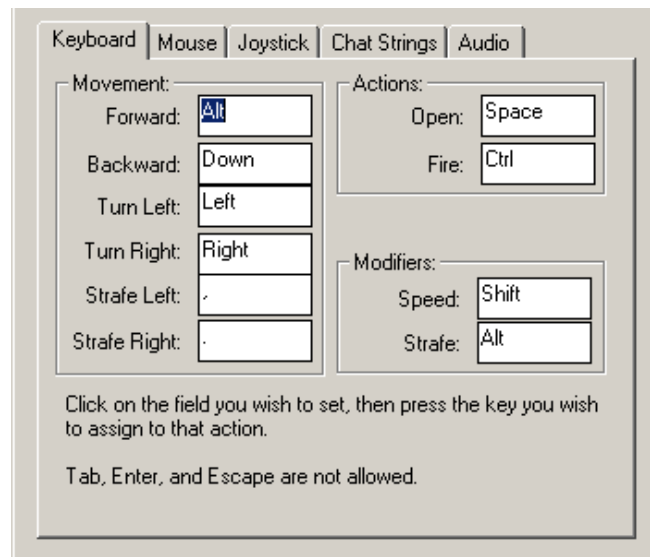 Keyboard Mouse Joystick Chat Strings Audio
Movement:
Forward: Alt
Backward: Down
Turn Left: Left
Turn Right: Right
Strafe Left: ,
Strafe Right: .
Actions:
Open: Space
Fire: Ctrl
Modifiers:
Speed: Shift
Strafe: Alt
Click on the field you wish to set, then press the key you wish
to assign to that action.
Tab, Enter, and Escape are not allowed.